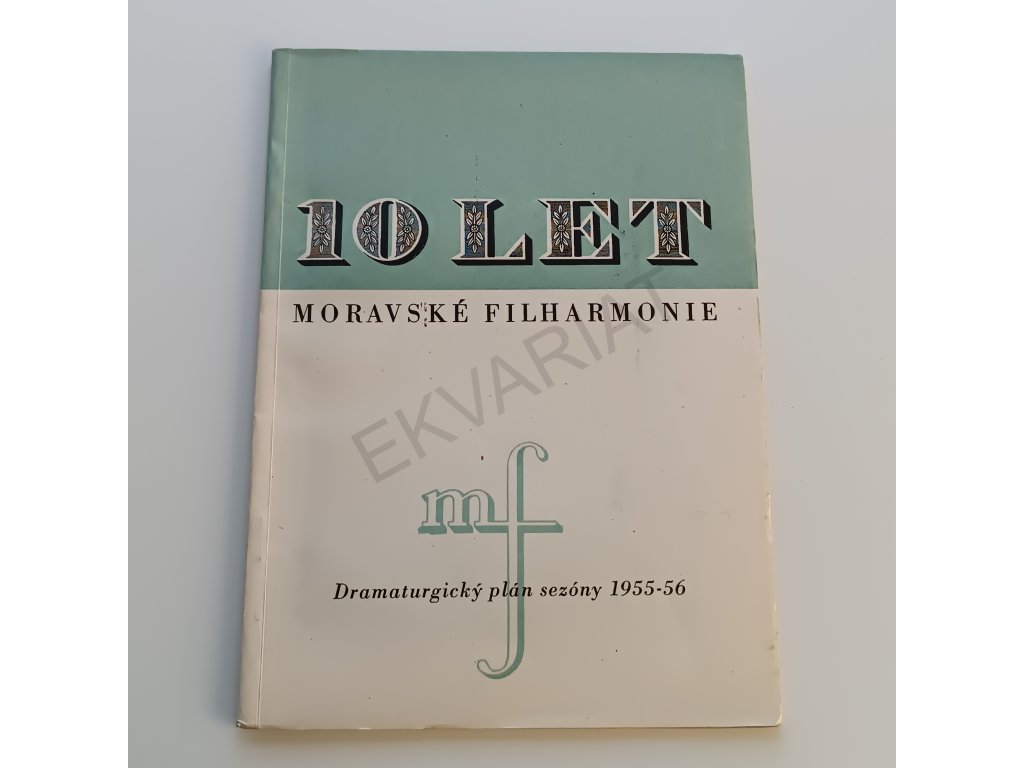 10 LET
MORAVSKÉ FILHARMONIE
EKVARIAT
mf
Dramaturgický plán sezóny 1955-56